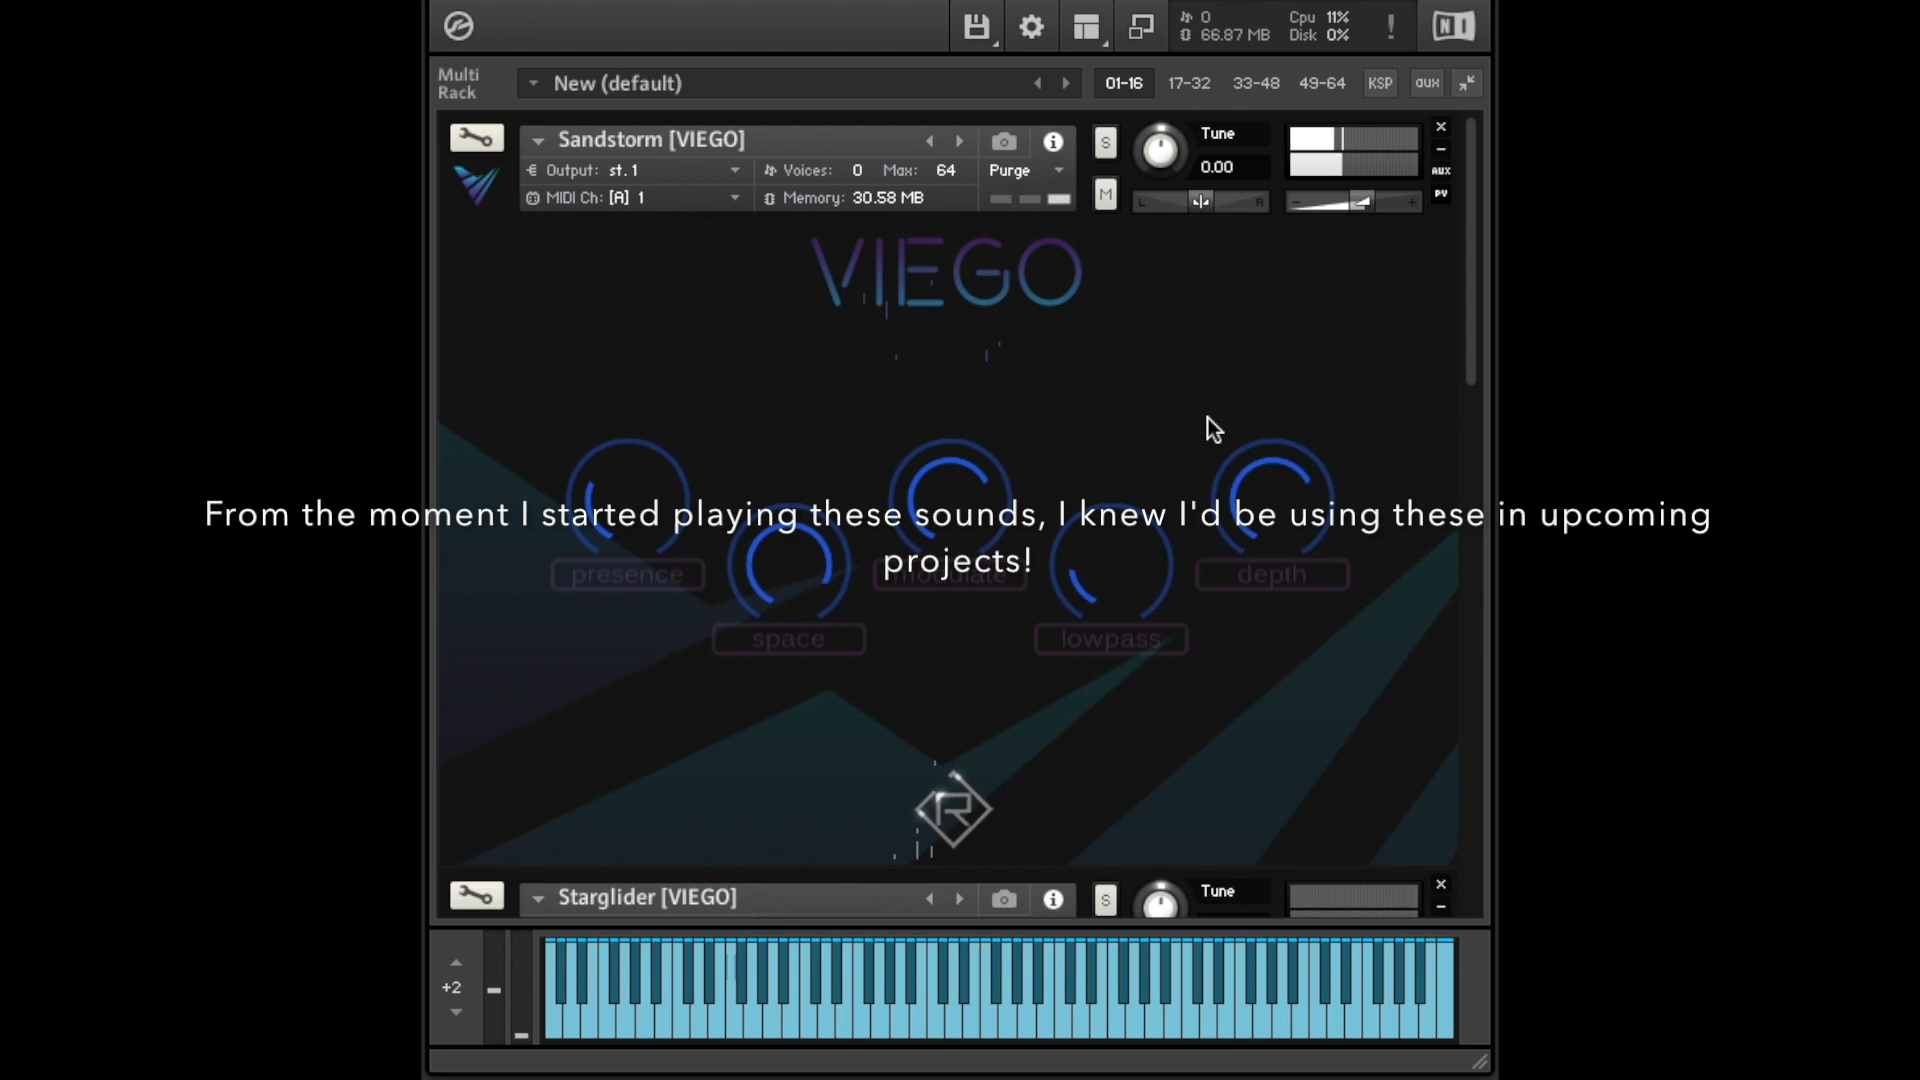 0
66.87 MB
Cpu 11%
Disk 0%
!
NI
Multi
Rack
New (default)
01-16
17-32
33-48
49-64
KSP
aux
Sandstorm [VIEGO]
Output: st.1
Voices: 0 Max: 64
Purge
MIDI Ch: [A] 1
Memory: 30.58 MB
S
M
Tune
0.00
L
R
AUX
PV
VIEGO
From the moment I started playing these sounds, I knew I'd be using these in upcoming
projects!
presence
modulate
depth
space
lowpass
R
Starglider [VIEGO]
S
Tune
+2